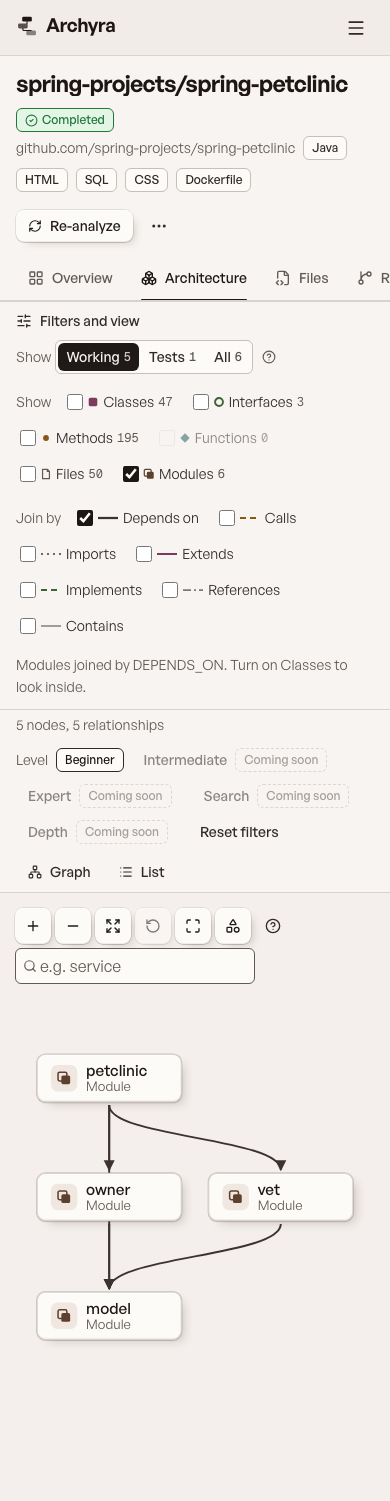 Archyra
spring-projects/spring-petclinic
Completed
github.com/spring-projects/spring-petclinic Java
HTML SQL CSS Dockerfile
Re-analyze
Overview Architecture Files R
Filters and view
Show Working 5 Tests 1 All 6
Show Classes 47 Interfaces 3
Methods 195 Functions 0
Files 50 Modules 6
Join by Depends on Calls
Imports Extends
Implements References
Contains
Modules joined by DEPENDS_ON. Turn on Classes to
look inside.
5 nodes, 5 relationships
Level Beginner Intermediate Coming soon
Expert Coming soon Search Coming soon
Depth Coming soon Reset filters
Graph List
e.g. service
petclinic
Module
owner
Module
vet
Module
model
Module